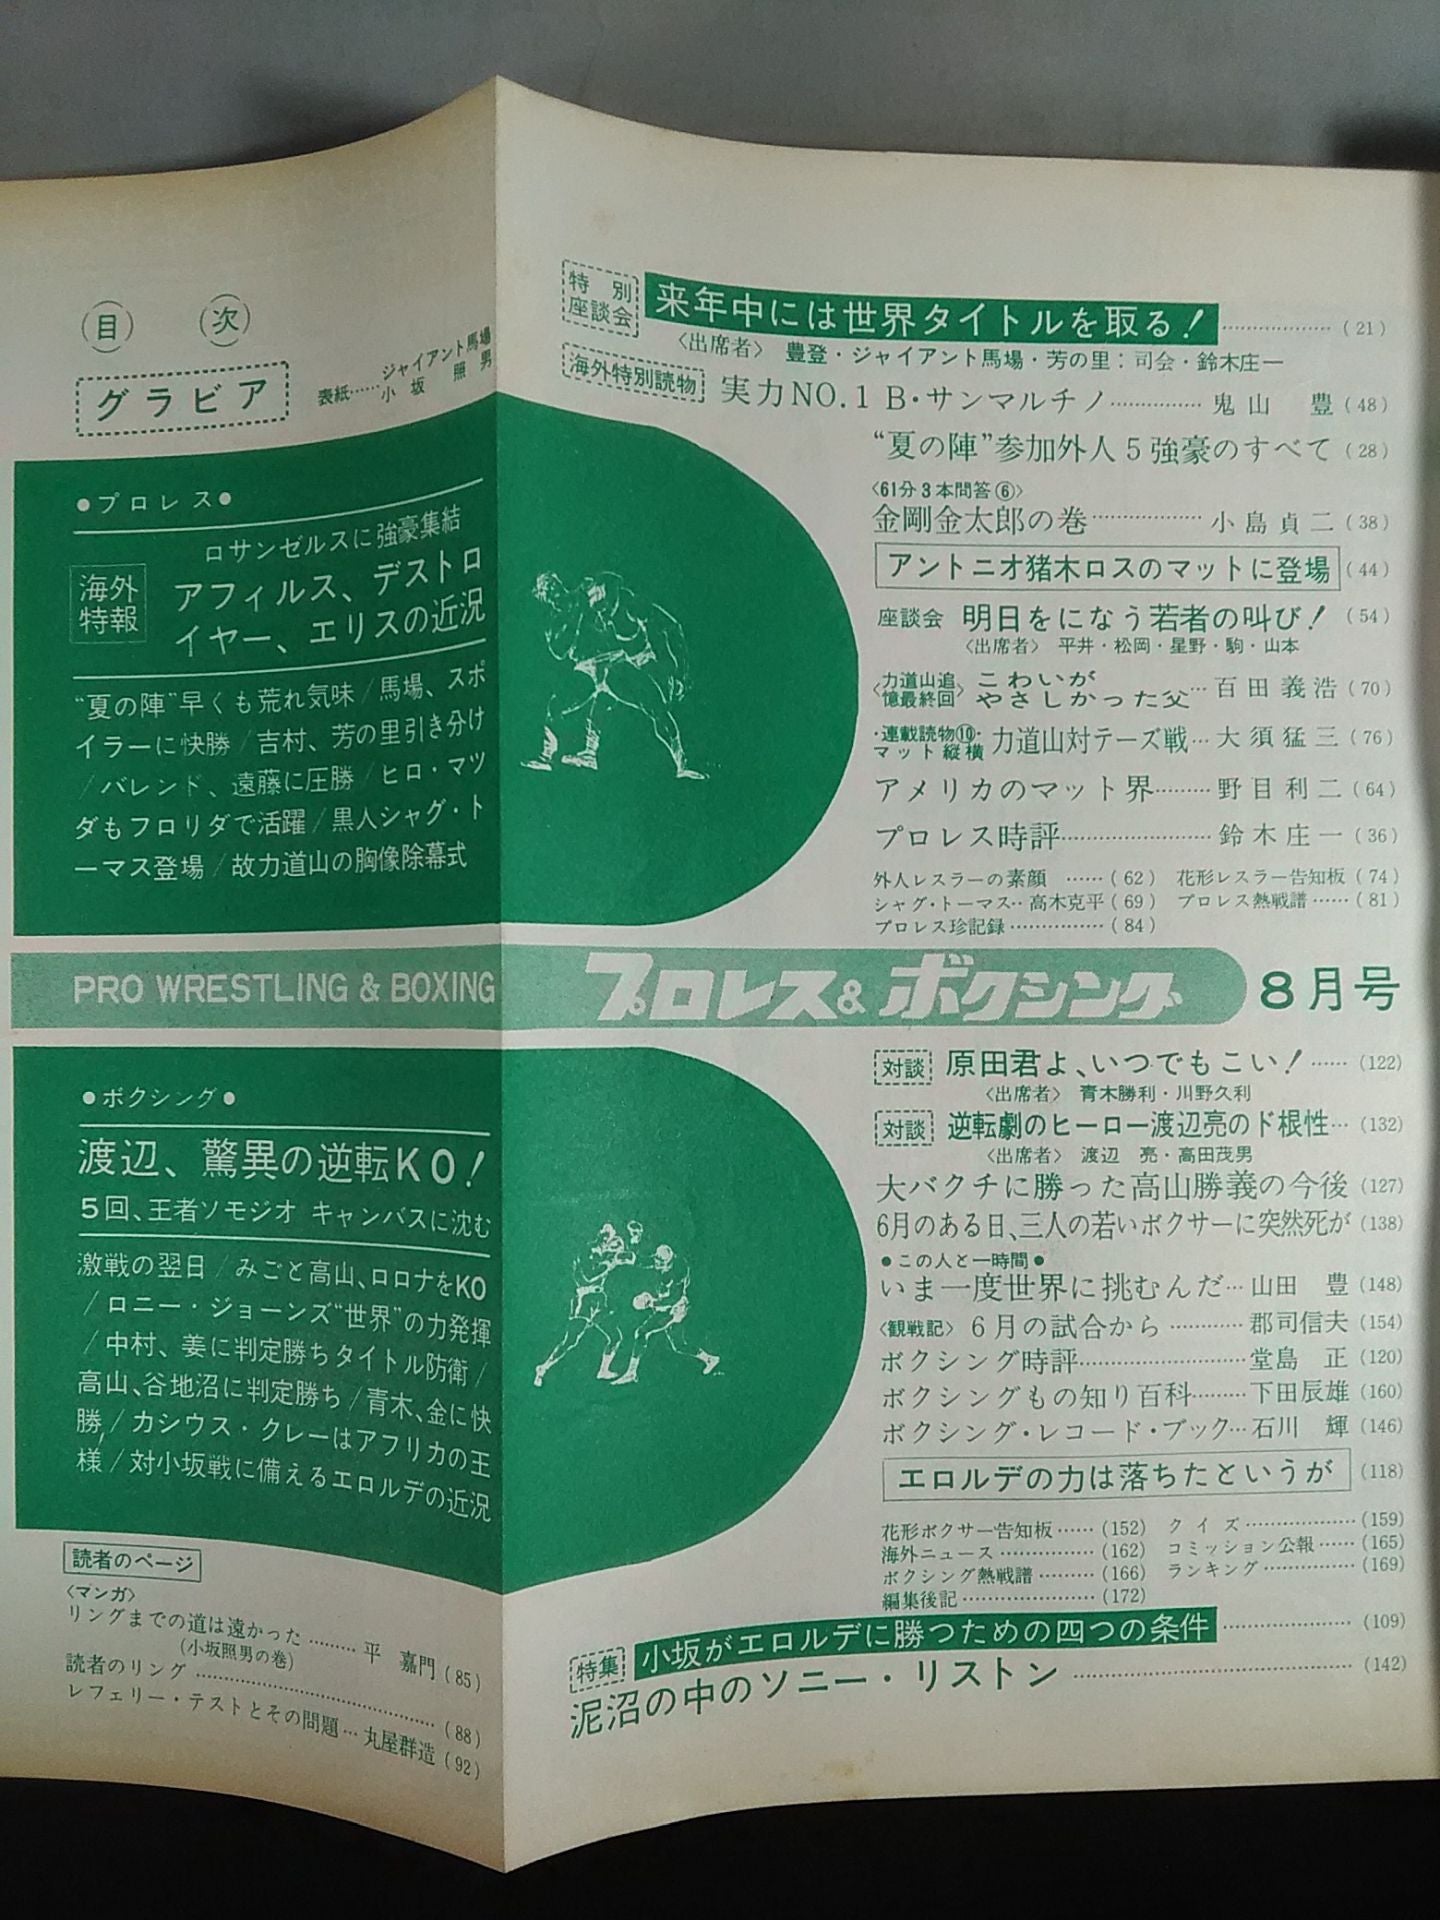 目次
グラビア
表紙……ジャイアント馬場
小坂照男
●プロレス●
海外特報
ロサンゼルスに強豪集結
アフィルス、デストロ
イヤー、エリスの近況
“夏の陣”早くも荒れ気味/馬場、スポ
イラーに快勝/吉村、芳の里引き分け
/バレンド、遠藤に圧勝/ヒロ・マツ
ダもフロリダで活躍/黒人シャグ・ト
ーマス登場/故力道山の胸像除幕式
特別座談会
来年中には世界タイトルを取る!……(21)
〈出席者〉 豊登・ジャイアント馬場・芳の里:司会・鈴木庄一
海外特別読物 実力NO.1 B・サンマルチノ……鬼山 豊(48)
“夏の陣”参加外人5強豪のすべて(28)
〈61分3本問答⑥〉
金剛金太郎の巻……小島貞二(38)
アントニオ猪木ロスのマットに登場(44)
座談会 明日をになう若者の叫び!(54)
〈出席者〉 平井・松岡・星野・駒・山本
〈力道山追憶最終回〉 こわいがやさしかった父…百田義浩(70)
・連載読物⑩・マット縦横 力道山対テーズ戦…大須猛三(76)
アメリカのマット界………野目利二(64)
プロレス時評……鈴木庄一(36)
外人レスラーの素顔 ……(62) 花形レスラー告知板(74)
シャグ・トーマス‥高木克平(69) プロレス熱戦譜……(81)
プロレス珍記録……(84)
PRO WRESTLING & BOXING プロレス&ボクシング 8月号
●ボクシング●
渡辺、驚異の逆転KO!
5回、王者ソモジオ キャンバスに沈む
激戦の翌日/みごと高山、ロロナをKO
/ロニー・ジョーンズ“世界”の力発揮
/中村、姜に判定勝ちタイトル防衛/
高山、谷地沼に判定勝ち/青木、金に快
勝/カシウス・クレーはアフリカの王
様/対小坂戦に備えるエロルデの近況
対談 原田君よ、いつでもこい!……(122)
〈出席者〉 青木勝利・川野久利
対談 逆転劇のヒーロー渡辺亮のド根性…(132)
〈出席者〉 渡辺 亮・高田茂男
大バクチに勝った高山勝義の今後(127)
6月のある日、三人の若いボクサーに突然死が(138)
●この人と一時間●
いま一度世界に挑むんだ…山田 豊(148)
〈観戦記〉 6月の試合から……郡司信夫(154)
ボクシング時評……堂島 正(120)
ボクシングもの知り百科………下田辰雄(160)
ボクシング・レコード・ブック…石川 輝(146)
エロルデの力は落ちたというが(118)
花形ボクサー告知板……(152) クイズ……(159)
海外ニュース……(162) コミッション公報……(165)
ボクシング熱戦譜………(166) ランキング……(169)
編集後記……(172)
特集 小坂がエロルデに勝つための四つの条件……(109)
泥沼の中のソニー・リストン……(142)
読者のページ
〈マンガ〉
リングまでの道は遠かった………平 嘉門(85)
(小坂照男の巻)
読者のリング……(88)
レフェリー・テストとその問題…丸屋群造(92)